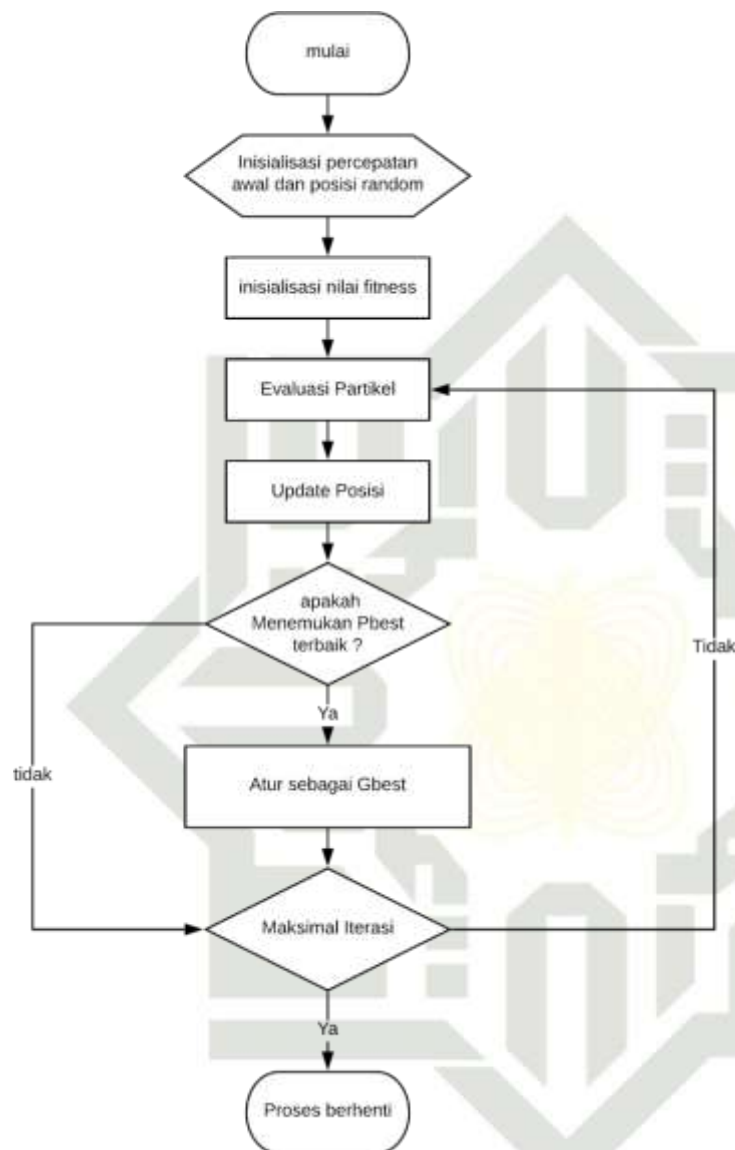 mulai
Inisialisasi percepatan
awal dan posisi random
inisialisasi nilai fitness
Evaluasi Partikel
Update Posisi
apakah
Menemukan Pbest
terbaik ?
Tidak
Ya
tidak
Atur sebagai Gbest
Maksimal Iterasi
Ya
Proses berhenti